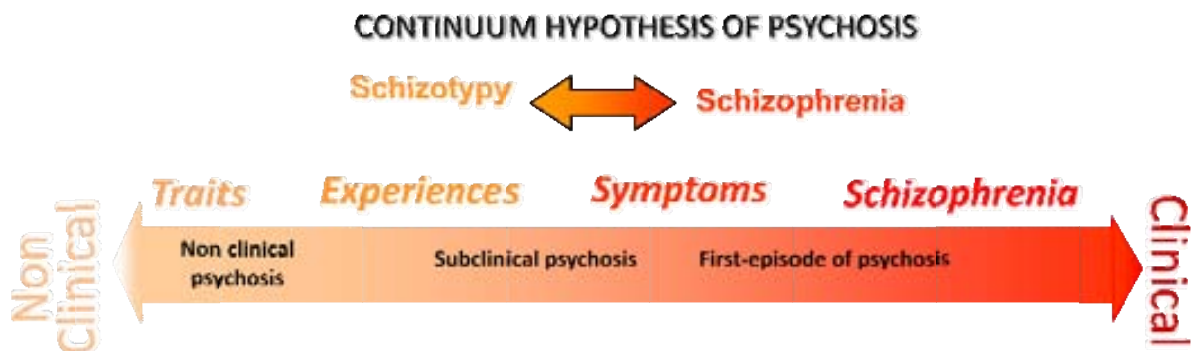 CONTINUUM HYPOTHESIS OF PSYCHOSIS
Schizotypy
Schizophrenia
Traits
Experiences
Symptoms
Schizophrenia
Non
Clinical
Non clinical
psychosis
Subclinical psychosis
First-episode of psychosis
Clinical